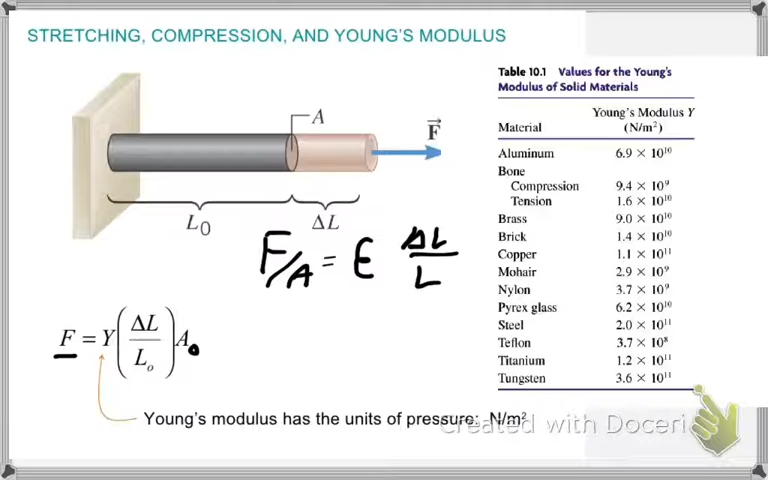 STRETCHING, COMPRESSION, AND YOUNG'S MODULUS
Table 10.1 Values for the Young's
Modulus of Solid Materials
Young's Modulus Y
Material (N/m²)
Aluminum 6.9 × 10¹⁰
Bone
Compression 9.4 × 10⁹
Tension 1.6 × 10¹⁰
Brass 9.0 × 10¹⁰
Brick 1.4 × 10¹⁰
Copper 1.1 × 10¹¹
Mohair 2.9 × 10⁹
Nylon 3.7 × 10⁹
Pyrex glass 6.2 × 10¹⁰
Steel 2.0 × 10¹¹
Teflon 3.7 × 10⁸
Titanium 1.2 × 10¹¹
Tungsten 3.6 × 10¹¹
A
F
L₀ ΔL
F/A = E ΔL/L
F = Y(ΔL/Lₒ)A
Young's modulus has the units of pressure: N/m²
Created with Doceri